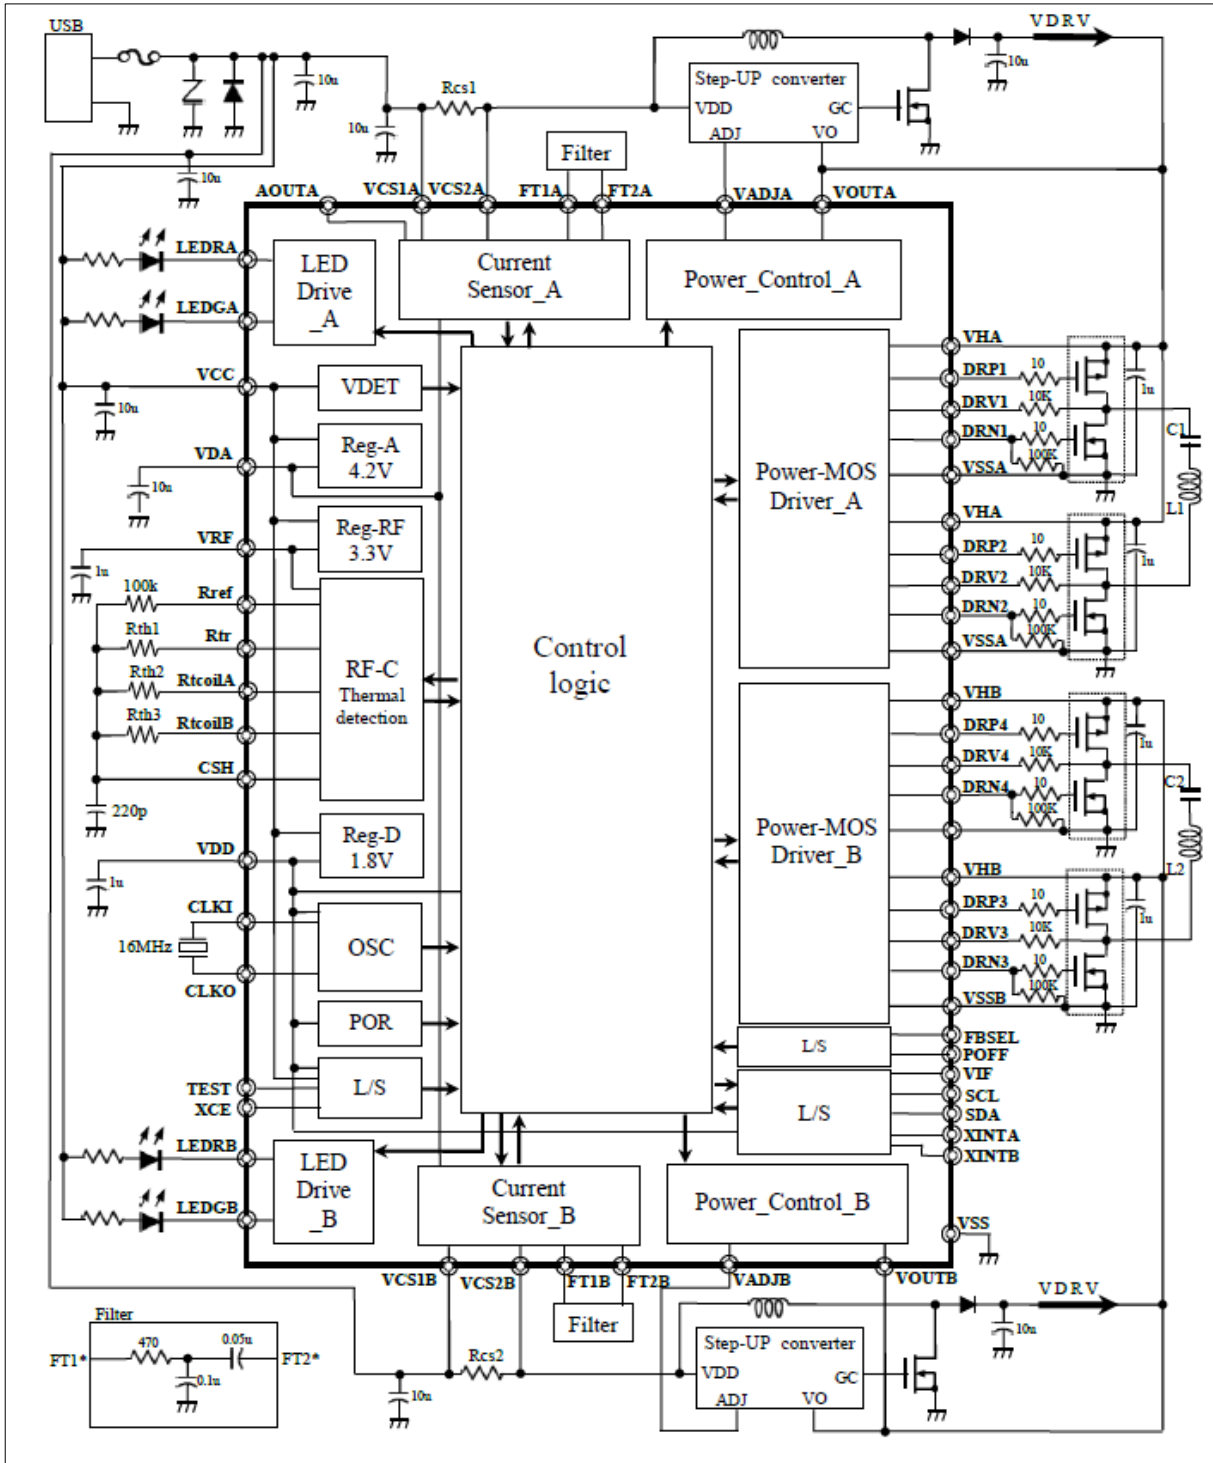 USB
VDRV
10u
10u
10u
Rcs1
Step-UP converter
VDD
GC
ADJ
VO
10u
Filter
10u
AOUTA
VCS1A
VCS2A
FT1A
FT2A
VADJA
VOUTA
LEDRA
LEDGA
LED
Drive
_A
Current
Sensor_A
Power_Control_A
VCC
10u
VDET
VDA
10u
Reg-A
4.2V
VRF
1u
Reg-RF
3.3V
100k
Rref
Rth1
Rtr
Rth2
RtcoilA
Rth3
RtcoilB
CSH
220p
RF-C
Thermal
detection
VDD
1u
Reg-D
1.8V
CLKI
16MHz
CLKO
OSC
POR
TEST
XCE
L/S
Control
logic
Power-MOS
Driver_A
VHA
DRP1
10
DRV1
10K
DRN1
10
100K
VSSA
1u
C1
L1
VHA
DRP2
10
DRV2
10K
DRN2
10
100K
VSSA
1u
Power-MOS
Driver_B
VHB
DRP4
10
DRV4
10K
DRN4
10
100K
1u
C2
L2
VHB
DRP3
10
DRV3
10K
DRN3
10
100K
VSSB
1u
L/S
FBSEL
POFF
L/S
VIF
SCL
SDA
XINTA
XINTB
LEDRB
LEDGB
LED
Drive
_B
Current
Sensor_B
Power_Control_B
VSS
VCS1B
VCS2B
FT1B
FT2B
VADJB
VOUTB
VDRV
Filter
Step-UP converter
VDD
GC
ADJ
VO
10u
Rcs2
10u
Filter
FT1*
470
0.05u
0.1u
FT2*